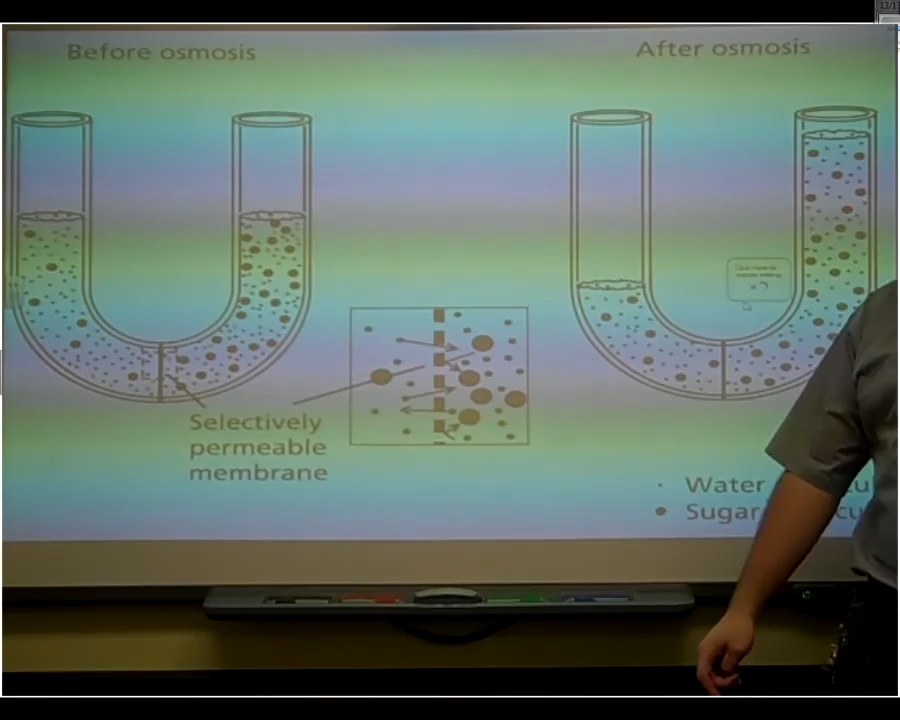 Before osmosis
After osmosis
Selectively
permeable
membrane
Water
Sugar